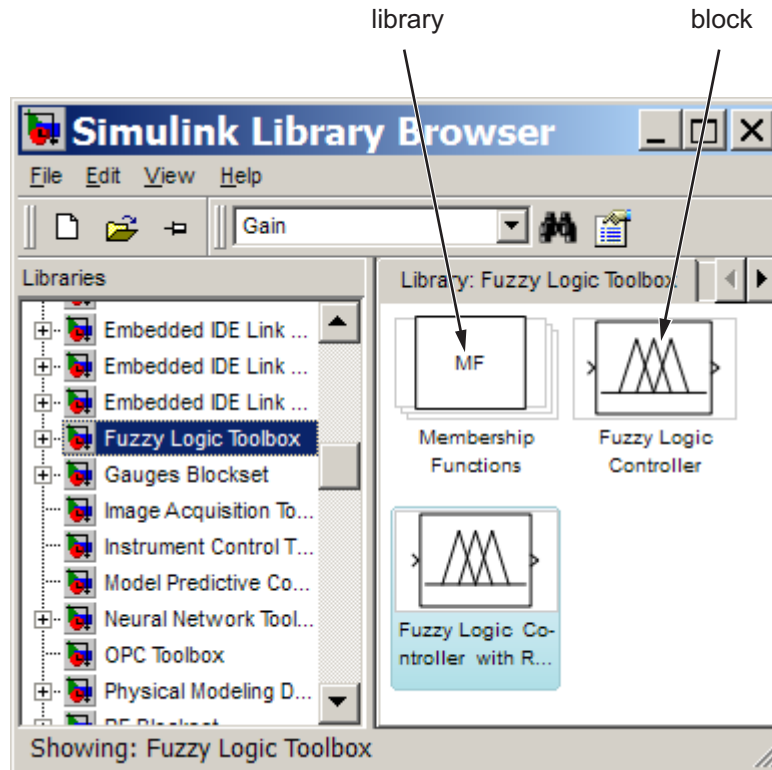 library
block
Simulink Library Browser
File Edit View Help
Gain
Libraries
Library: Fuzzy Logic Toolbox
Embedded IDE Link ...
Embedded IDE Link ...
Embedded IDE Link ...
Fuzzy Logic Toolbox
Gauges Blockset
Image Acquisition To...
Instrument Control T...
Model Predictive Co...
Neural Network Tool...
OPC Toolbox
Physical Modeling D...
MF
Membership
Functions
Fuzzy Logic
Controller
Fuzzy Logic Co-
ntroller with R...
Showing: Fuzzy Logic Toolbox